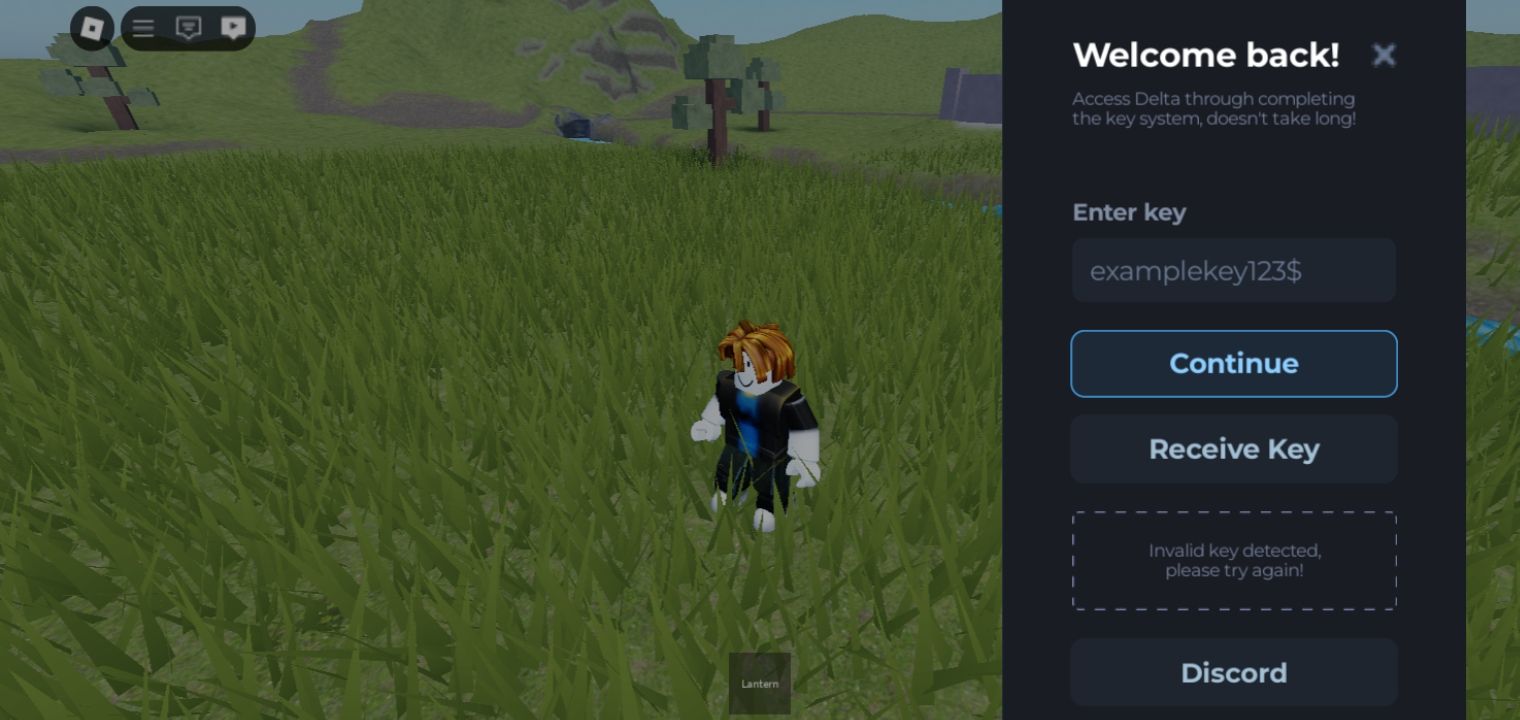 Welcome back!
Access Delta through completing
the key system, doesn't take long!
Enter key
examplekey123$
Continue
Receive Key
Invalid key detected,
please try again!
Discord
Lantern